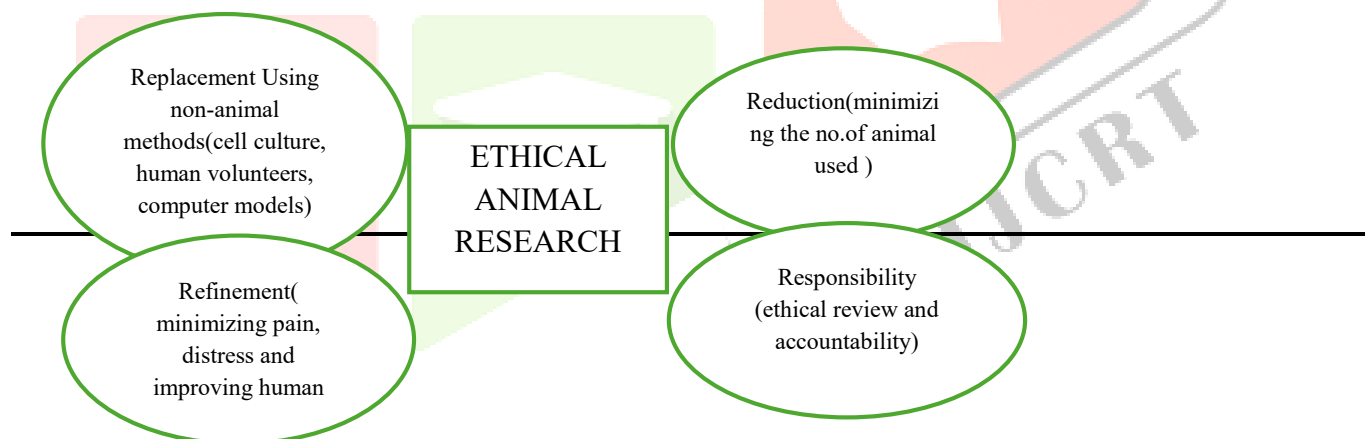 Replacement Using
non-animal
methods(cell culture,
human volunteers,
computer models)
ETHICAL
ANIMAL
RESEARCH
Reduction(minimizi
ng the no.of animal
used )
Refinement(
minimizing pain,
distress and
improving human
Responsibility
(ethical review and
accountability)
IJCRT